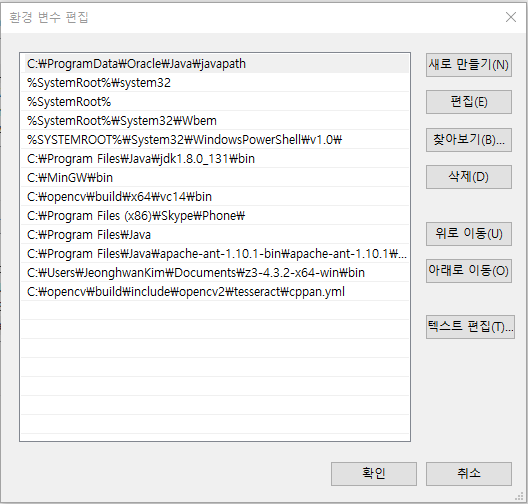 환경 변수 편집
C:₩ProgramData₩Oracle₩Java₩javapath
%SystemRoot%₩system32
%SystemRoot%
%SystemRoot%₩System32₩Wbem
%SYSTEMROOT%₩System32₩WindowsPowerShell₩v1.0₩
C:₩Program Files₩Java₩jdk1.8.0_131₩bin
C:₩MinGW₩bin
C:₩opencv₩build₩x64₩vc14₩bin
C:₩Program Files (x86)₩Skype₩Phone₩
C:₩Program Files₩Java
C:₩Program Files₩Java₩apache-ant-1.10.1-bin₩apache-ant-1.10.1₩...
C:₩Users₩JeonghwanKim₩Documents₩z3-4.3.2-x64-win₩bin
C:₩opencv₩build₩include₩opencv2₩tesseract₩cppan.yml
새로 만들기(N)
편집(E)
찾아보기(B)...
삭제(D)
위로 이동(U)
아래로 이동(O)
텍스트 편집(T)...
확인
취소